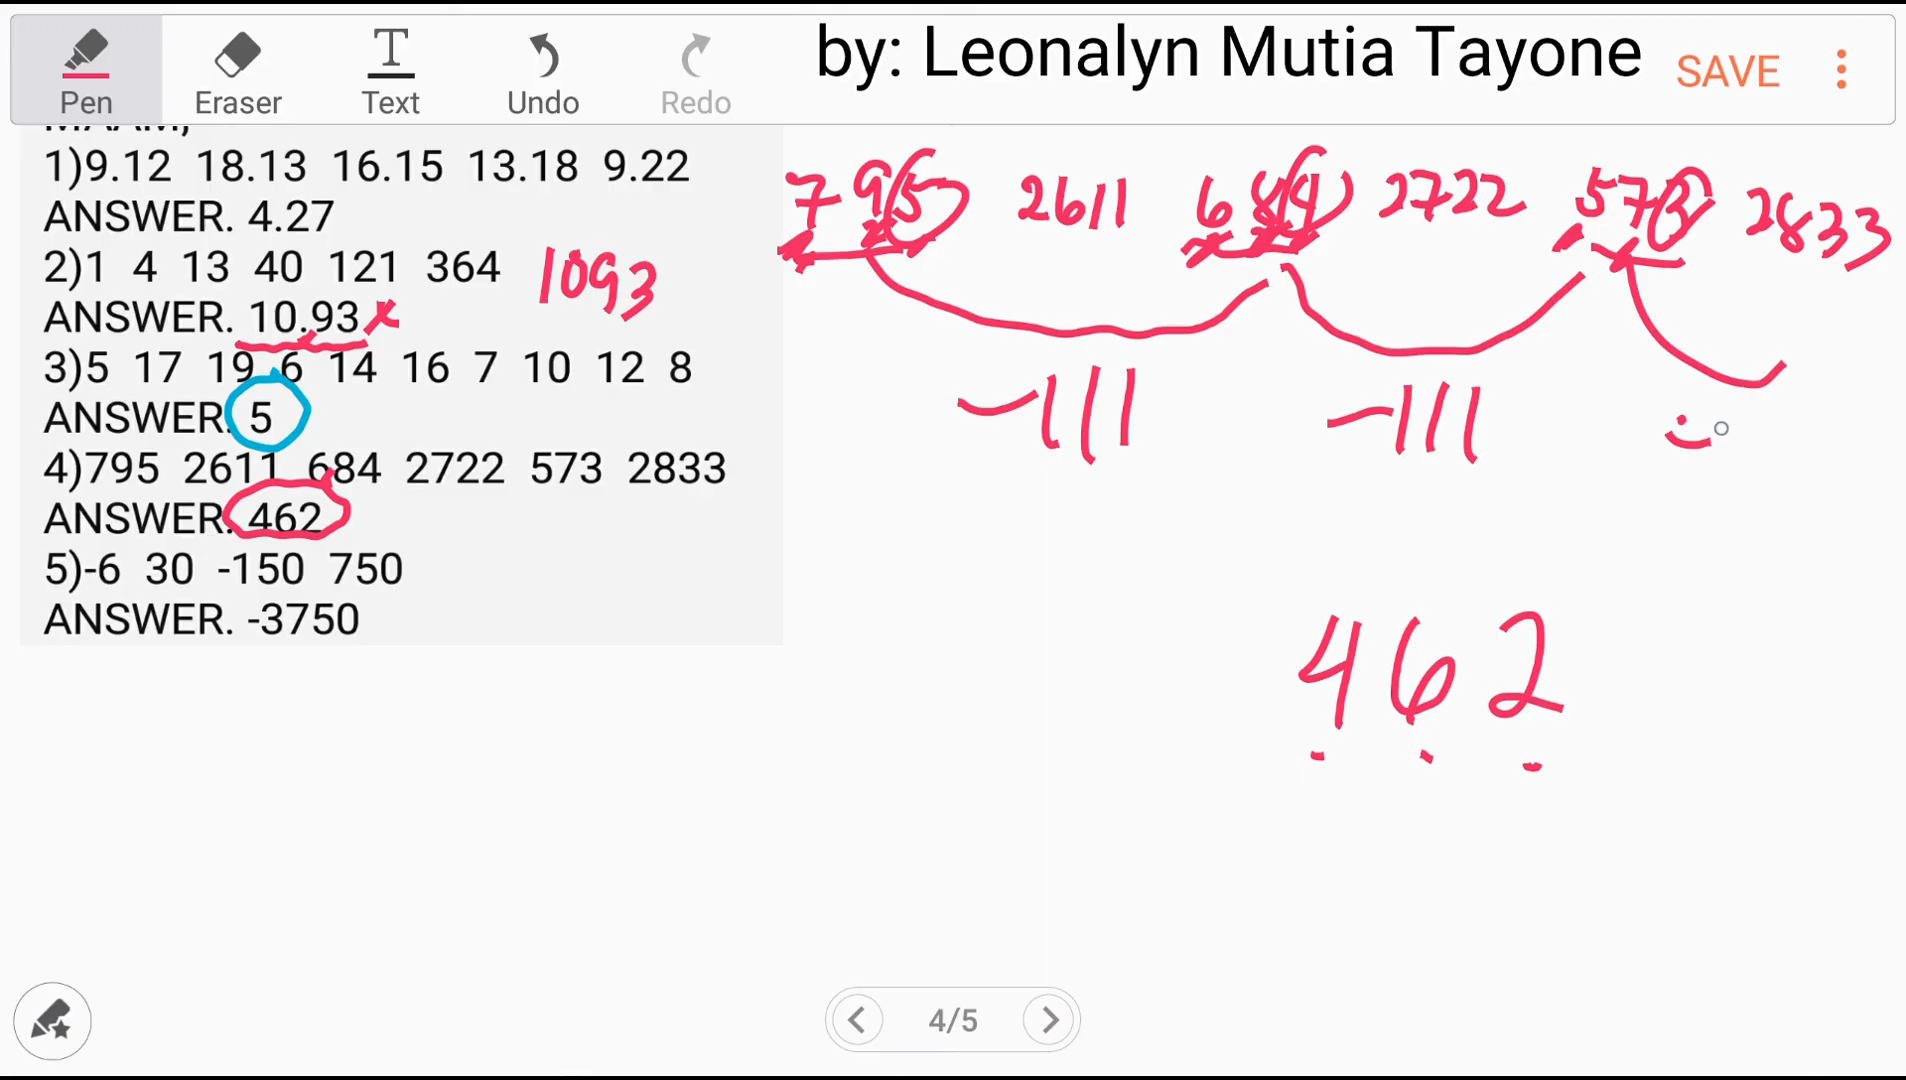 by: Leonalyn Mutia Tayone
SAVE
Pen Eraser Text Undo Redo
1)9.12 18.13 16.15 13.18 9.22
ANSWER. 4.27
2)1 4 13 40 121 364 1093
ANSWER. 10.93 x
3)5 17 19 6 14 16 7 10 12 8
ANSWER. 5
4)795 2611 684 2722 573 2833
ANSWER. 462
5)-6 30 -150 750
ANSWER. -3750
795 2611 684 2722 573 2833
-111 -111
462
4/5